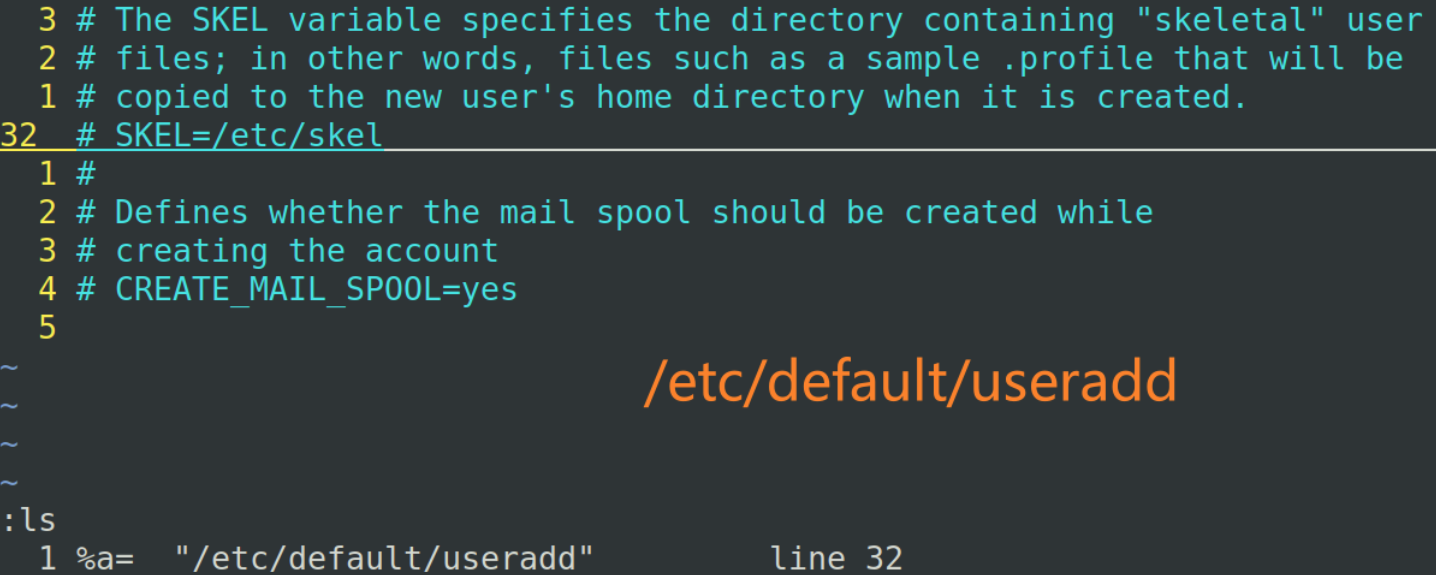 3 # The SKEL variable specifies the directory containing "skeletal" user
2 # files; in other words, files such as a sample .profile that will be
1 # copied to the new user's home directory when it is created.
32 # SKEL=/etc/skel
1 #
2 # Defines whether the mail spool should be created while
3 # creating the account
4 # CREATE_MAIL_SPOOL=yes
5
~
/etc/default/useradd
~
~
~
:ls
1 %a= "/etc/default/useradd" line 32